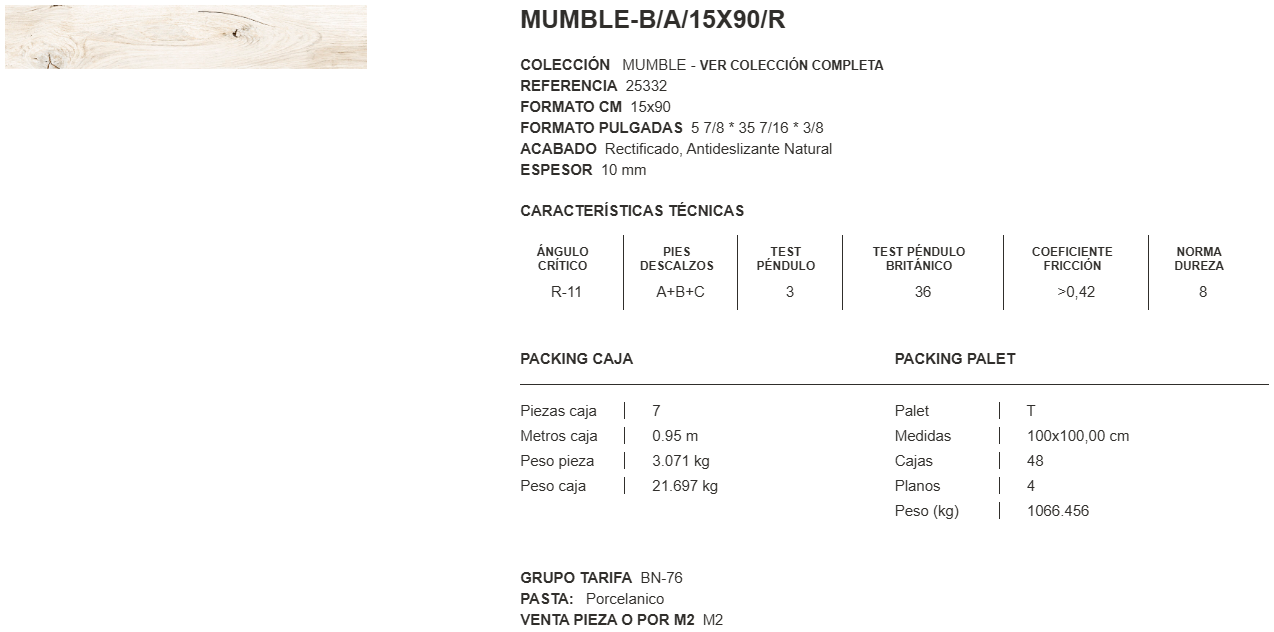 MUMBLE-B/A/15X90/R
COLECCIÓN MUMBLE - VER COLECCIÓN COMPLETA
REFERENCIA 25332
FORMATO CM 15x90
FORMATO PULGADAS 5 7/8 * 35 7/16 * 3/8
ACABADO Rectificado, Antideslizante Natural
ESPESOR 10 mm
CARACTERÍSTICAS TÉCNICAS
ÁNGULO CRÍTICO
R-11
PIES DESCALZOS
A+B+C
TEST PÉNDULO
3
TEST PÉNDULO BRITÁNICO
36
COEFICIENTE FRICCIÓN
>0,42
NORMA DUREZA
8
PACKING CAJA
Piezas caja 7
Metros caja 0.95 m
Peso pieza 3.071 kg
Peso caja 21.697 kg
PACKING PALET
Palet T
Medidas 100x100,00 cm
Cajas 48
Planos 4
Peso (kg) 1066.456
GRUPO TARIFA BN-76
PASTA: Porcelanico
VENTA PIEZA O POR M2 M2